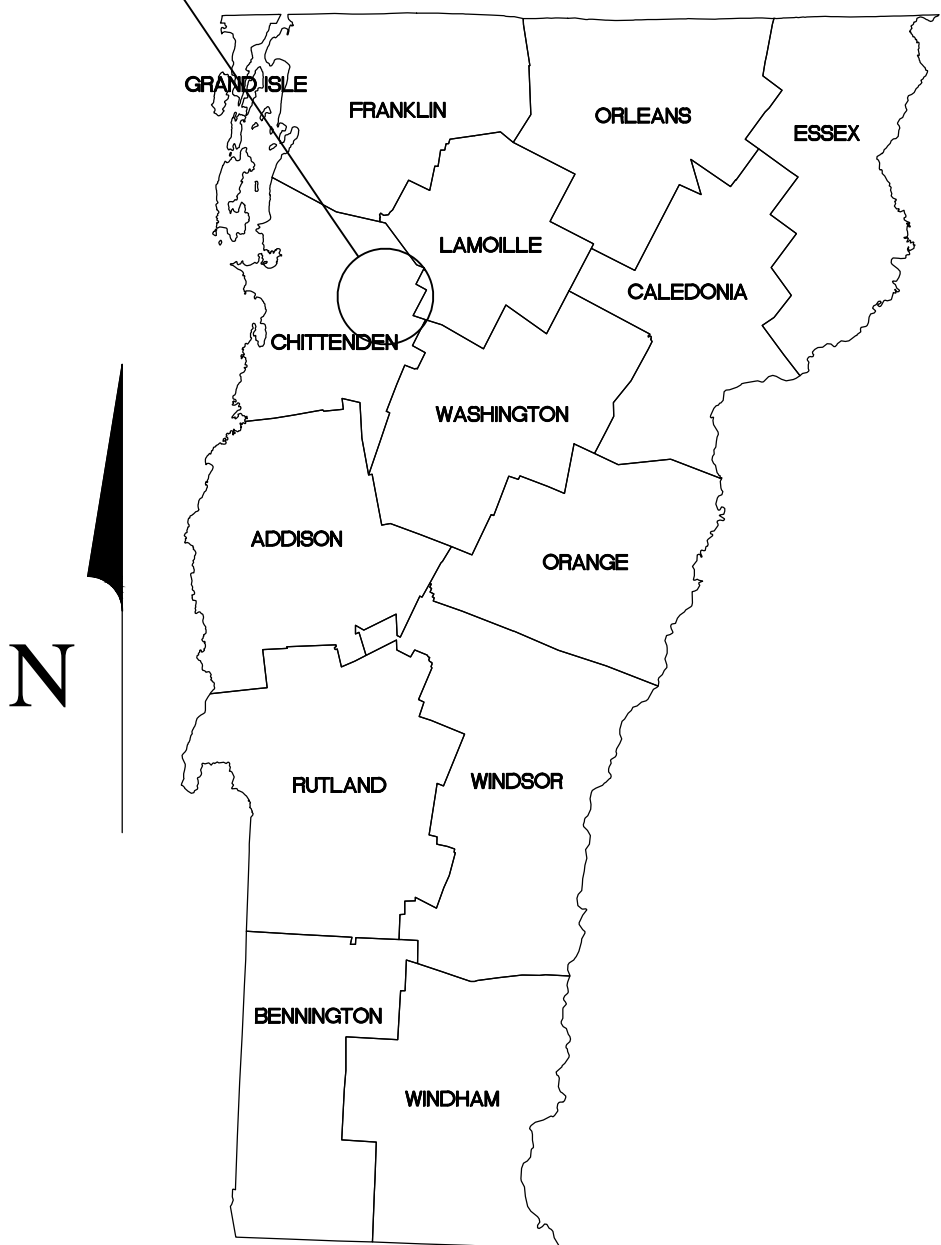 GRAND ISLE
FRANKLIN
ORLEANS
ESSEX
LAMOILLE
CALEDONIA
CHITTENDEN
WASHINGTON
ADDISON
ORANGE
N
RUTLAND
WINDSOR
BENNINGTON
WINDHAM